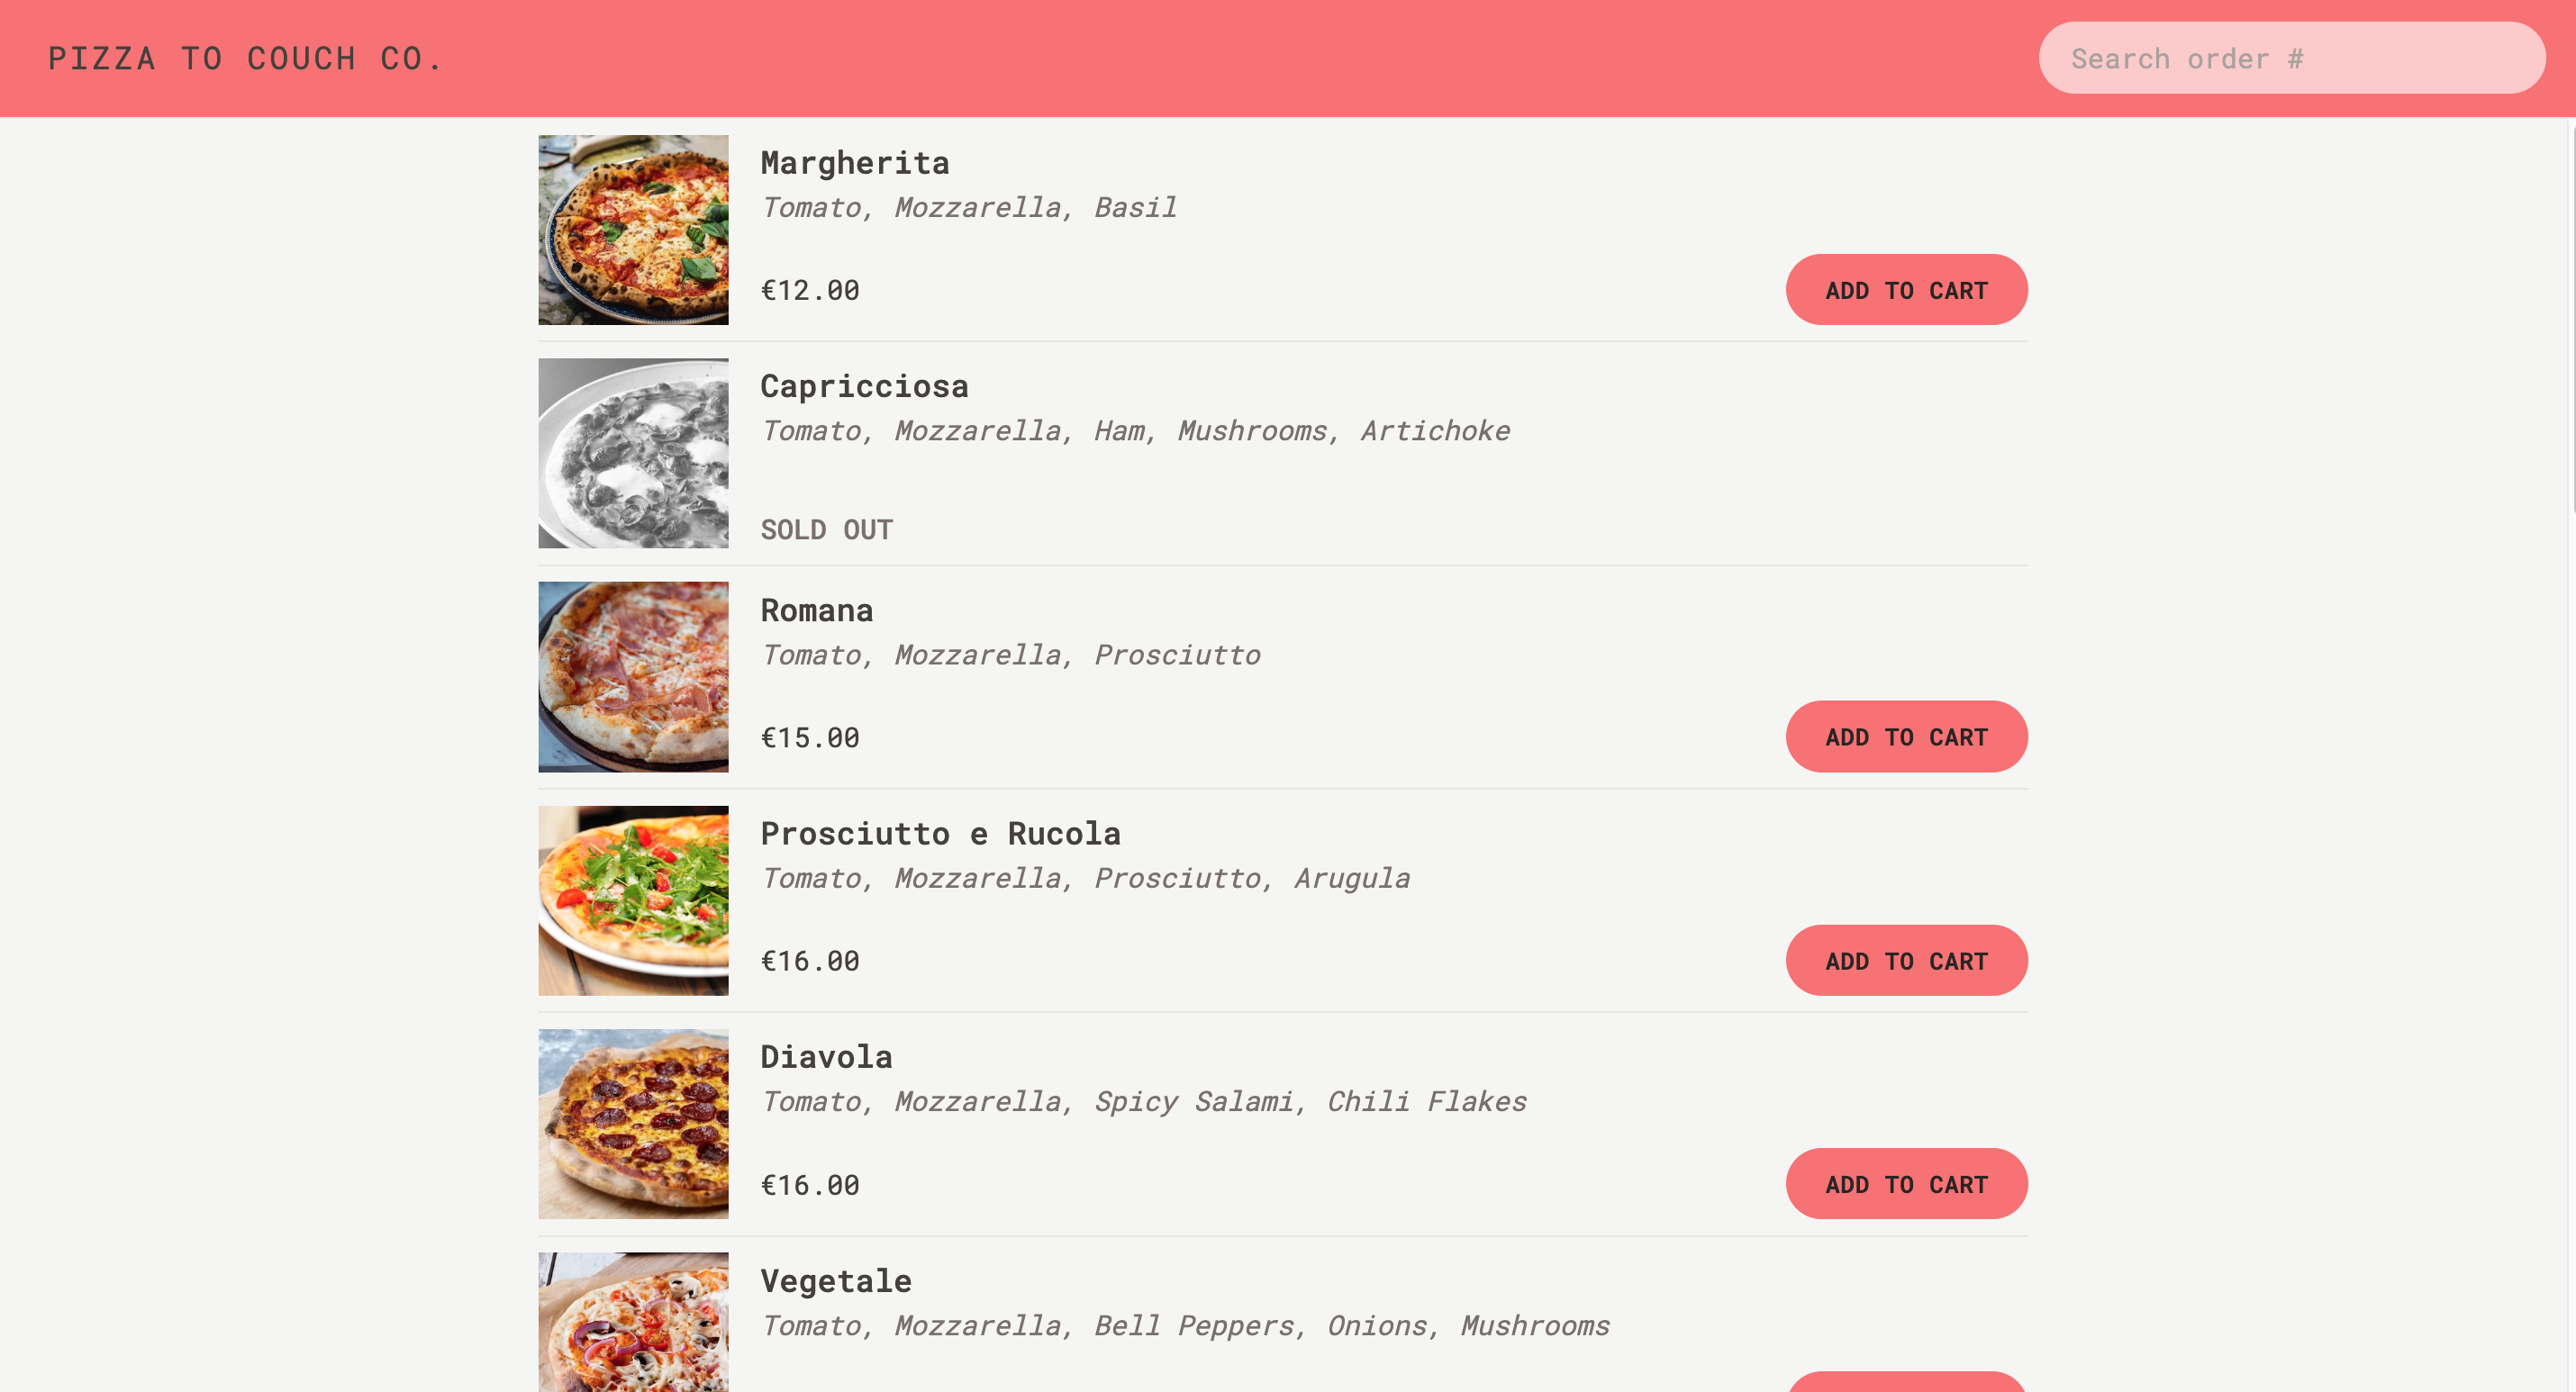 PIZZA TO COUCH CO.
Search order #
Margherita
Tomato, Mozzarella, Basil
€12.00
ADD TO CART
Capricciosa
Tomato, Mozzarella, Ham, Mushrooms, Artichoke
SOLD OUT
Romana
Tomato, Mozzarella, Prosciutto
€15.00
ADD TO CART
Prosciutto e Rucola
Tomato, Mozzarella, Prosciutto, Arugula
€16.00
ADD TO CART
Diavola
Tomato, Mozzarella, Spicy Salami, Chili Flakes
€16.00
ADD TO CART
Vegetale
Tomato, Mozzarella, Bell Peppers, Onions, Mushrooms